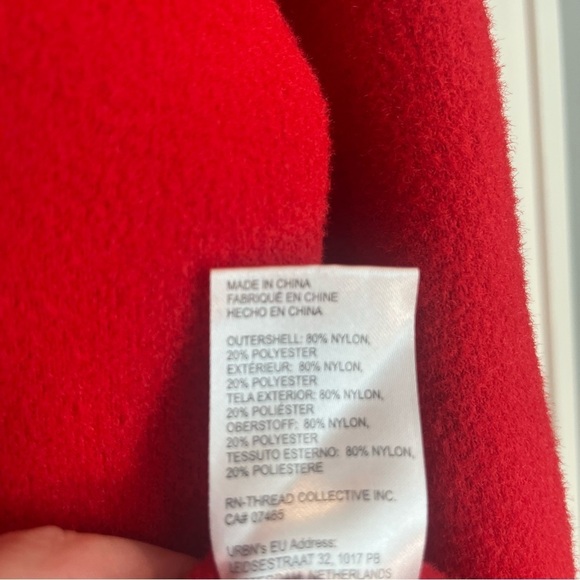 MADE IN CHINA
FABRIQUÉ EN CHINE
HECHO EN CHINA
OUTERSHELL: 80% NYLON,
20% POLYESTER
EXTÉRIEUR: 80% NYLON,
20% POLYESTER
TELA EXTERIOR: 80% NYLON,
20% POLIÉSTER
OBERSTOFF: 80% NYLON,
20% POLYESTER
TESSUTO ESTERNO: 80% NYLON,
20% POLIESTERE
RN-THREAD COLLECTIVE INC.
CA# 07485
URBN's EU Address:
LEIDSESTRAAT 32, 1017 PB
NETHERLANDS